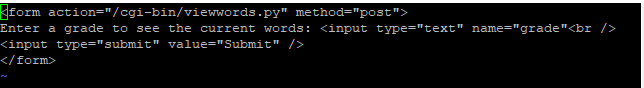 <form action="/cgi-bin/viewwords.py" method="post">
Enter a grade to see the current words: <input type="text" name="grade"<br />
<input type="submit" value="Submit" />
</form>
~